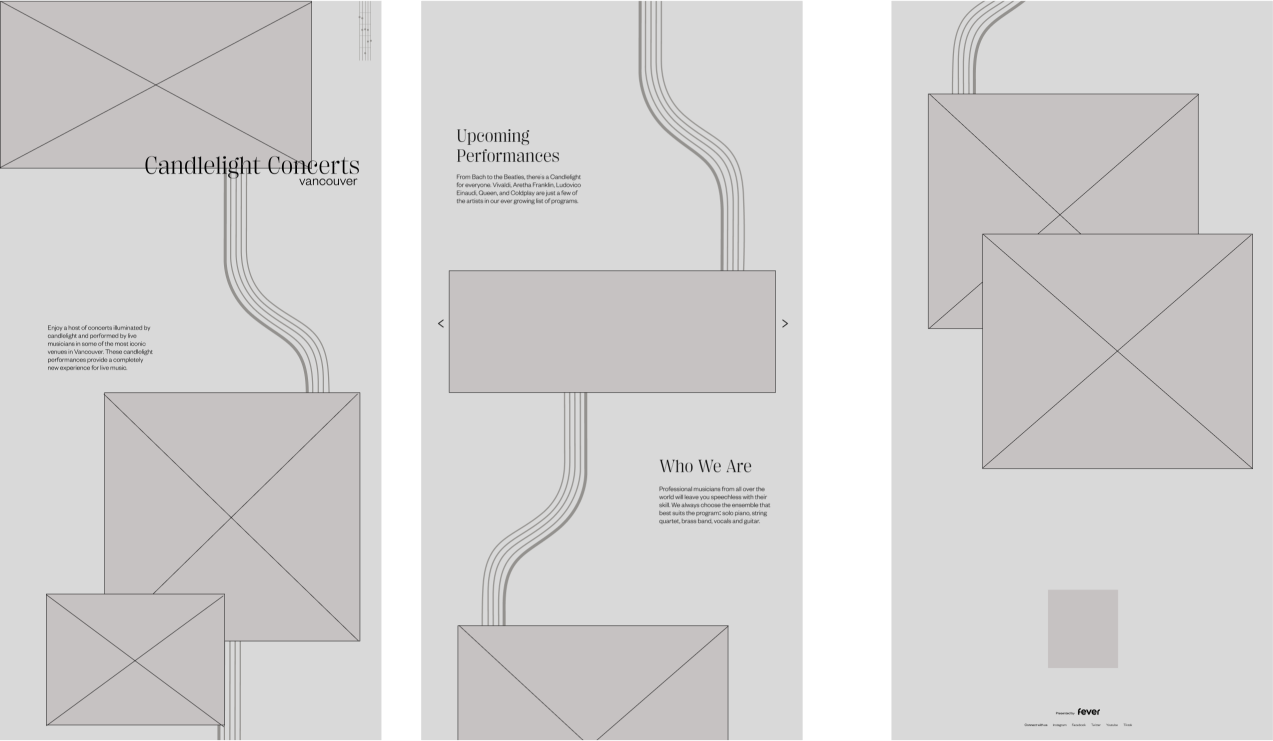 Candlelight Concerts
vancouver
Enjoy a host of concerts illuminated by
candlelight and performed by live
musicians in some of the most iconic
venues in Vancouver. These candlelight
performances provide a completely
new experience for live music.
Upcoming
Performances
From Bach to the Beatles, there's a Candlelight
for everyone. Vivaldi, Aretha Franklin, Ludovico
Einaudi, Queen, and Coldplay are just a few of
the artists in our ever growing list of programs.
<
>
Who We Are
Professional musicians from all over the
world will leave you speechless with their
skill. We always choose the ensemble that
best suits the program: solo piano, string
quartet, brass band, vocals and guitar.
Presented by fever
Connect with us Instagram Facebook Twitter Youtube TikTok